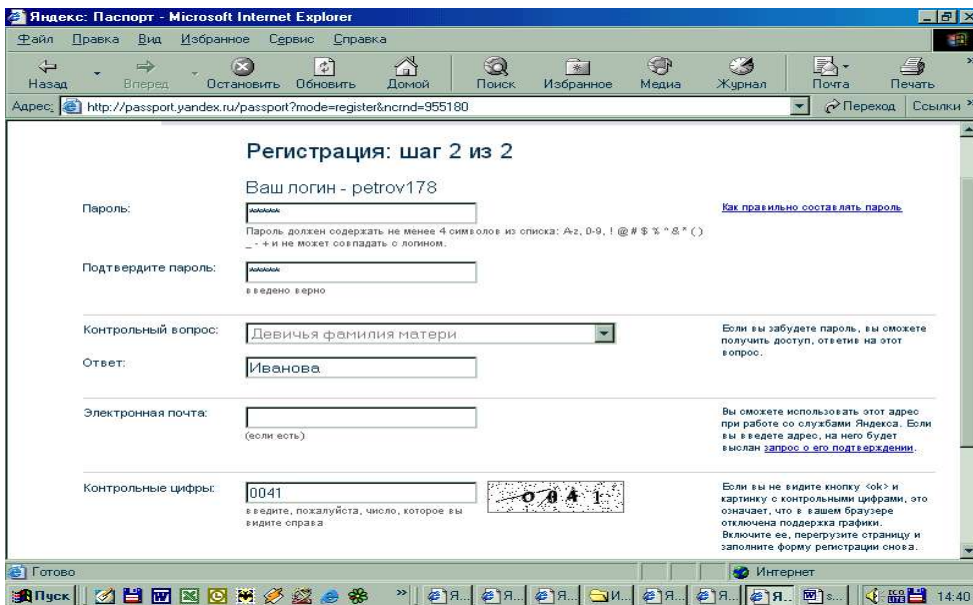 Яндекс: Паспорт - Microsoft Internet Explorer
Файл Правка Вид Избранное Сервис Справка
Назад Вперед Остановить Обновить Домой Поиск Избранное Медиа Журнал Почта Печать
Адрес: http://passport.yandex.ru/passport?mode=register&ncrnd=955180 Переход Ссылки
Регистрация: шаг 2 из 2
Ваш логин - petrov178
Пароль: ****** Как правильно составлять пароль
Пароль должен содержать не менее 4 символов из списка: A-z, 0-9, ! @ # $ % ^ & * ( )
_ - + и не может совпадать с логином.
Подтвердите пароль: ******
введено верно
Контрольный вопрос: Девичья фамилия матери
Ответ: Иванова
Если вы забудете пароль, вы сможете
получить доступ, ответив на этот
вопрос.
Электронная почта:
(если есть)
Вы сможете использовать этот адрес
при работе со службами Яндекса. Если
вы введете адрес, на него будет
выслан запрос о его подтверждении.
Контрольные цифры: 0041 0041
введите, пожалуйста, число, которое вы
видите справа
Если вы не видите кнопку <ok> и
картинку с контрольными цифрами, это
означает, что в вашем браузере
отключена поддержка графики.
Включите ее, перегрузите страницу и
заполните форму регистрации снова.
Готово Интернет
Пуск Я... Я... Я... И... Я... Я... Я... s... 14:40